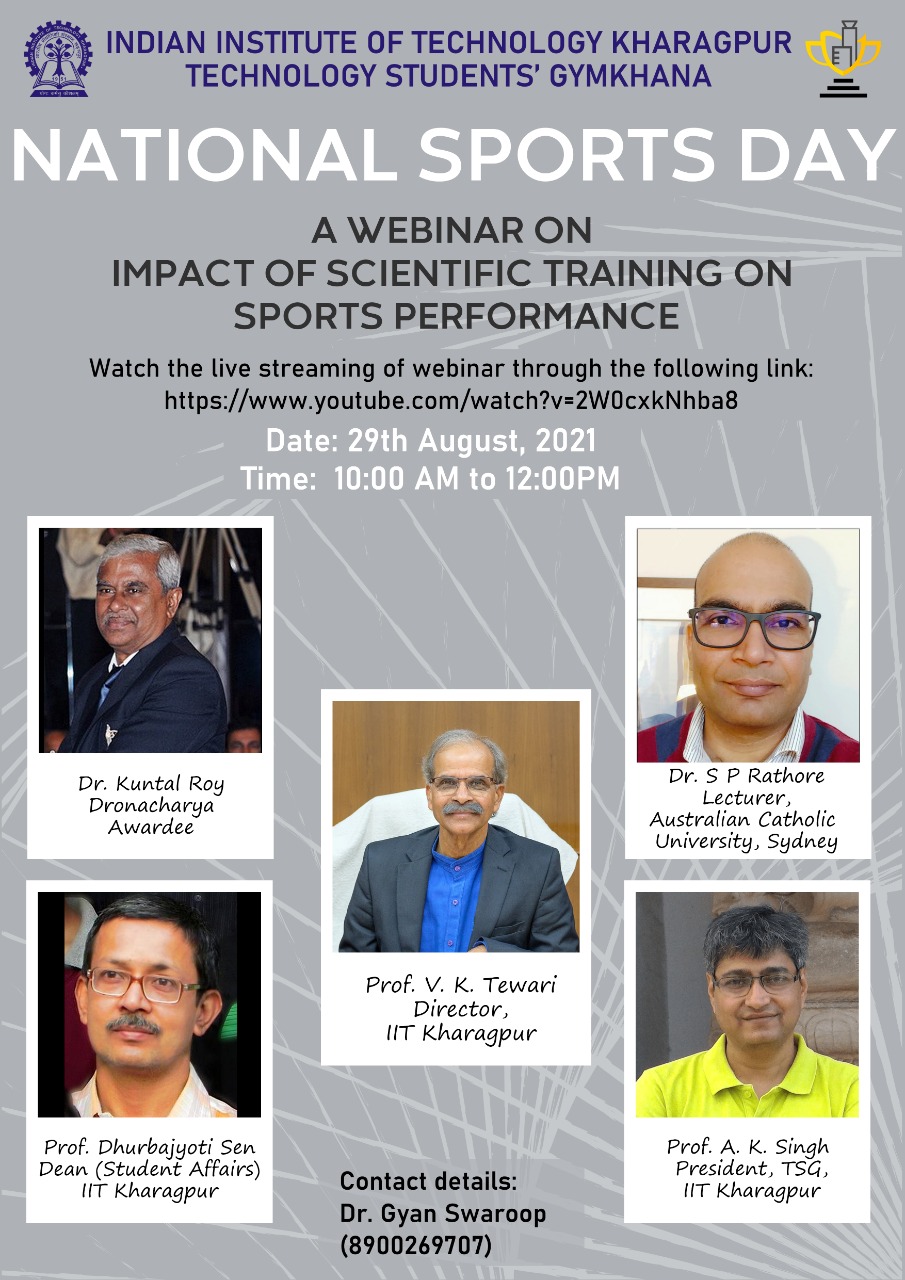 INDIAN INSTITUTE OF TECHNOLOGY KHARAGPUR
TECHNOLOGY STUDENTS' GYMKHANA
NATIONAL SPORTS DAY
A WEBINAR ON
IMPACT OF SCIENTIFIC TRAINING ON
SPORTS PERFORMANCE
Watch the live streaming of webinar through the following link:
https://www.youtube.com/watch?v=2W0cxkNhba8
Date: 29th August, 2021
Time: 10:00 AM to 12:00PM
Dr. Kuntal Roy
Dronacharya
Awardee
Dr. S P Rathore
Lecturer,
Australian Catholic
University, Sydney
Prof. V. K. Tewari
Director,
IIT Kharagpur
Prof. Dhurbajyoti Sen
Dean (Student Affairs)
IIT Kharagpur
Prof. A. K. Singh
President, TSG,
IIT Kharagpur
Contact details:
Dr. Gyan Swaroop
(8900269707)